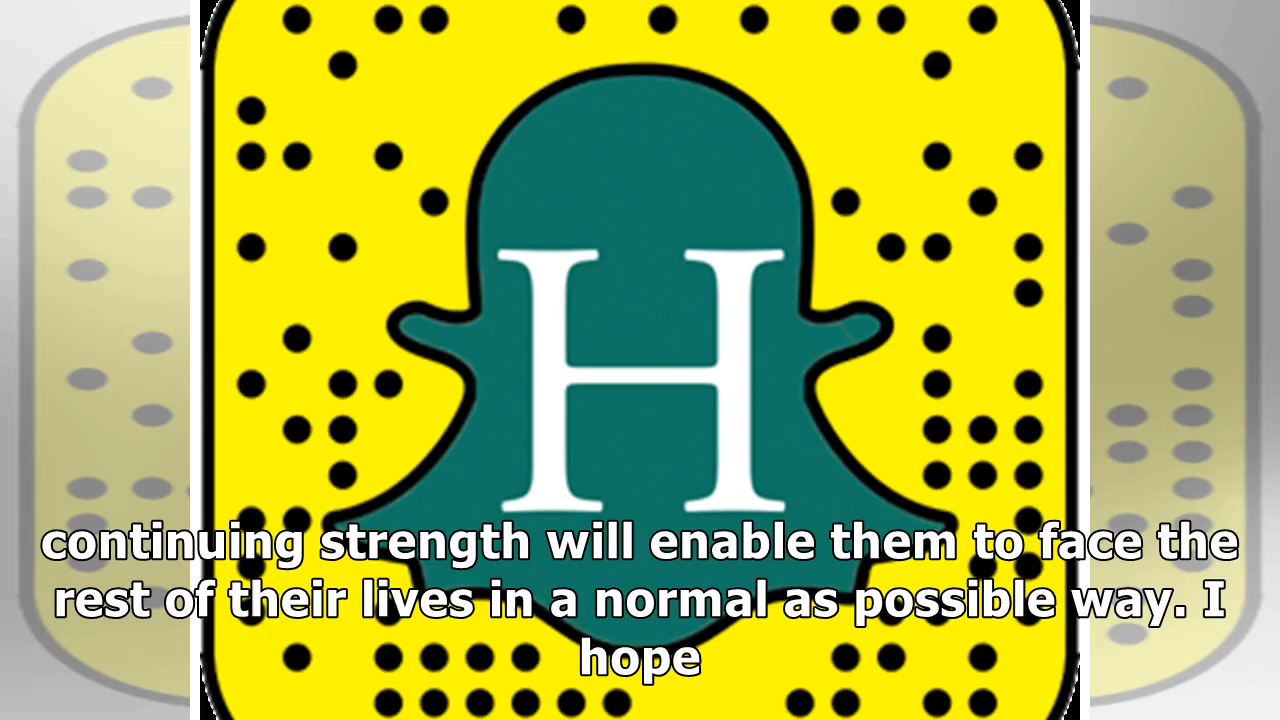 H
continuing strength will enable them to face the
rest of their lives in a normal as possible way. I
hope